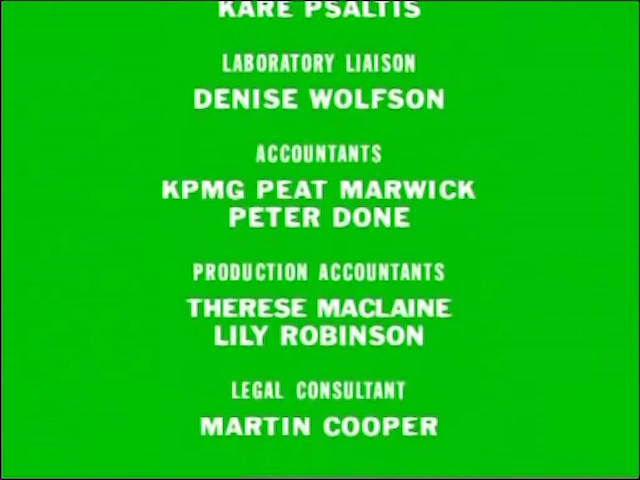 KARE PSALTIS
LABORATORY LIAISON
DENISE WOLFSON
ACCOUNTANTS
KPMG PEAT MARWICK
PETER DONE
PRODUCTION ACCOUNTANTS
THERESE MACLAINE
LILY ROBINSON
LEGAL CONSULTANT
MARTIN COOPER